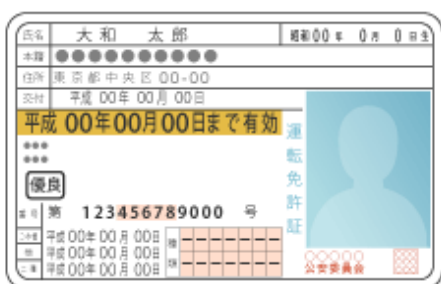 氏名 大和 太郎 昭和00年 0月 0日生
本籍 ●●●●●●●●●●
住所 東京都中央区 00-00
交付 平成 00年 00月 00日
平成 00年00月00日まで有効
●●●
●●●
優良
番号 第 123456789000 号
平成00年00月00日
平成00年00月00日
平成00年00月00日
種類
運転免許証
○○○○○
公安委員会